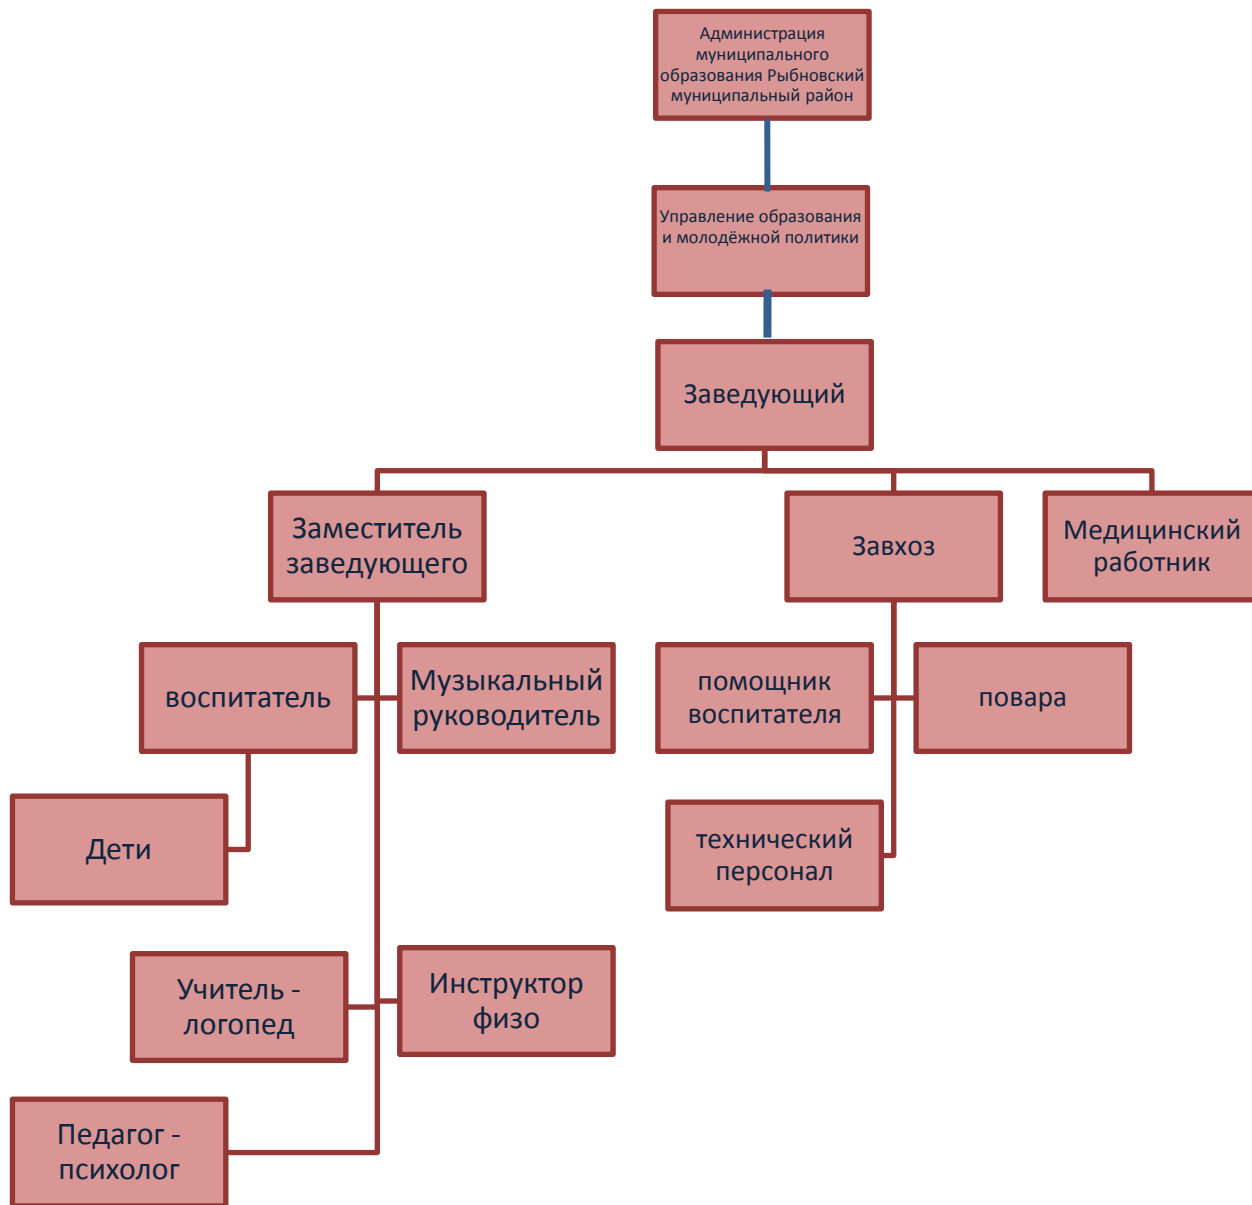 Администрация
муниципального
образования Рыбновский
муниципальный район
Управление образования
и молодёжной политики
Заведующий
Заместитель
заведующего
Завхоз
Медицинский
работник
воспитатель
Музыкальный
руководитель
помощник
воспитателя
повара
Дети
технический
персонал
Учитель -
логопед
Инструктор
физо
Педагог -
психолог